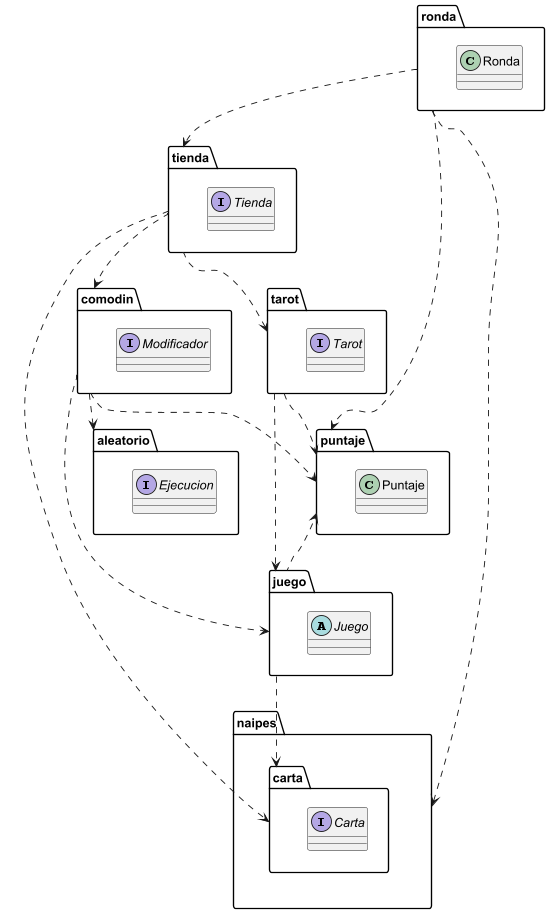 ronda
C Ronda
tienda
I Tienda
comodin
I Modificador
tarot
I Tarot
aleatorio
I Ejecucion
puntaje
C Puntaje
juego
A Juego
naipes
carta
I Carta